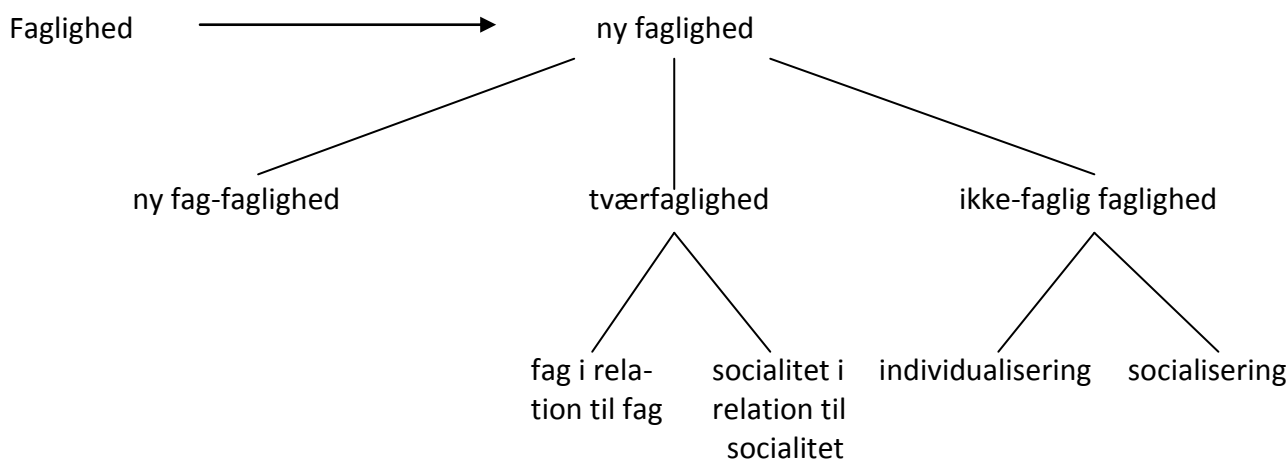 Faglighed
ny faglighed
ny fag-faglighed
tværfaglighed
ikke-faglig faglighed
fag i rela-
tion til fag
socialitet i
relation til
socialitet
individualisering
socialisering